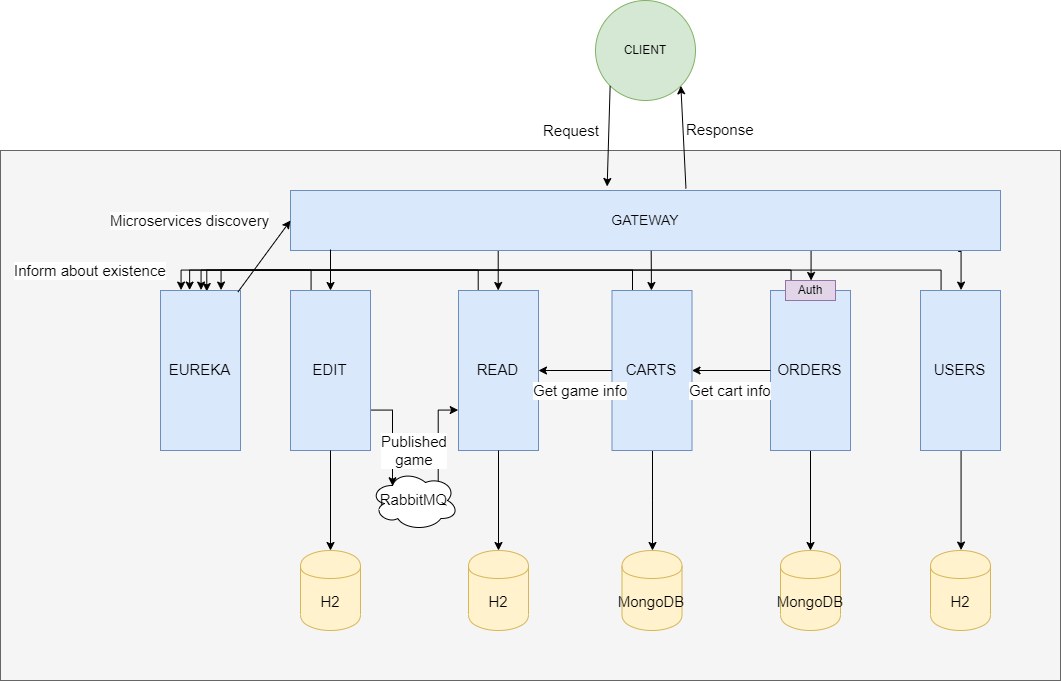 CLIENT
Request
Response
GATEWAY
Microservices discovery
Inform about existence
Auth
EUREKA
EDIT
READ
CARTS
ORDERS
USERS
Get game info
Get cart info
Published
game
RabbitMQ
H2
H2
MongoDB
MongoDB
H2